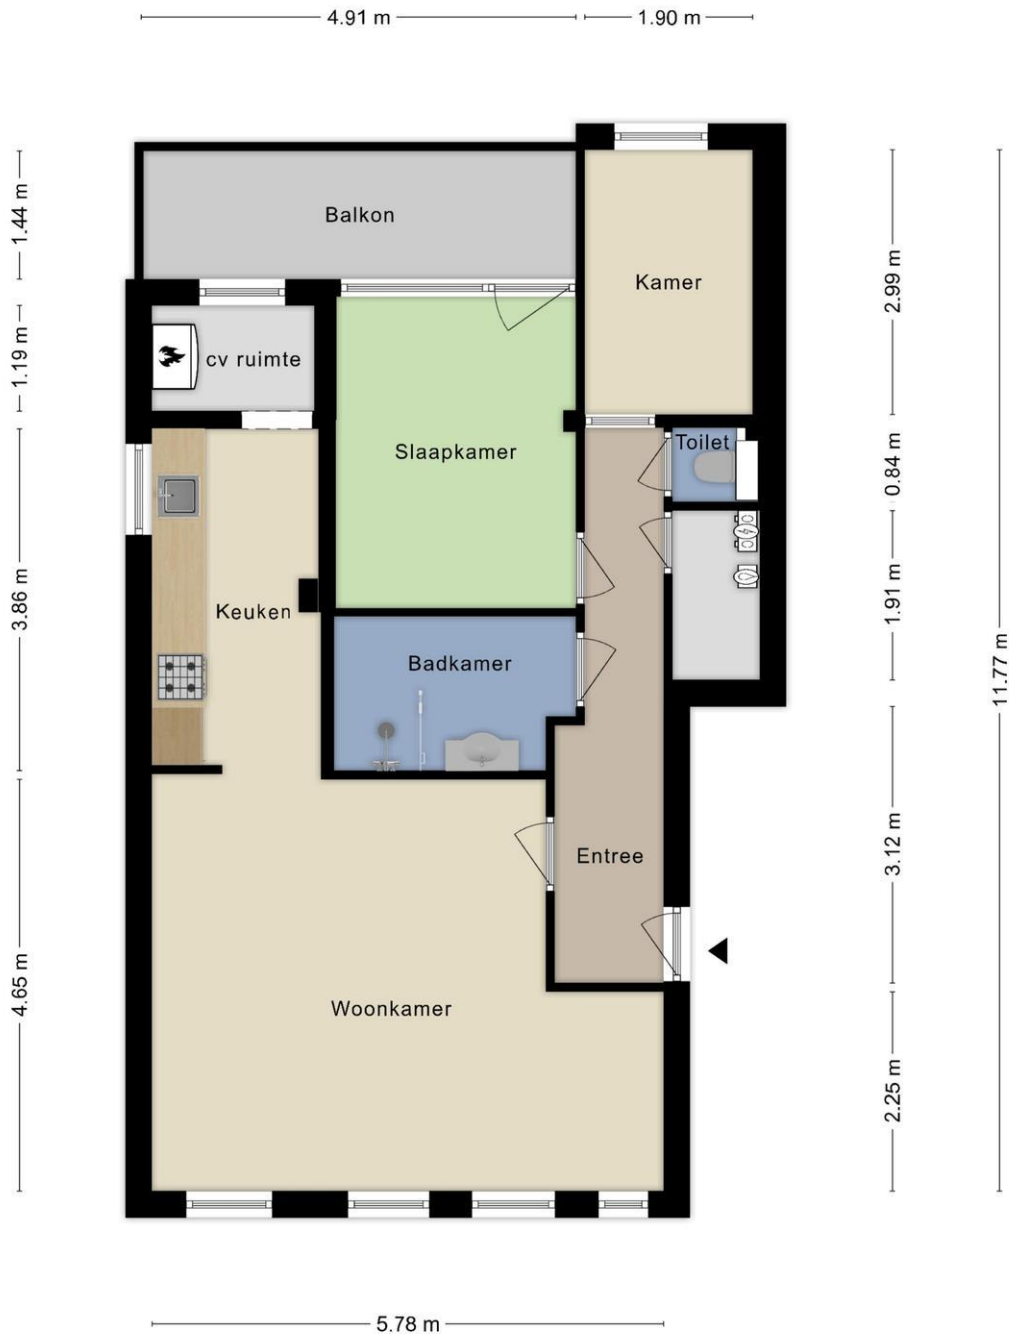 4.91 m
1.90 m
1.44 m
1.19 m
3.86 m
4.65 m
Balkon
Kamer
cv ruimte
Slaapkamer
Toilet
Keuken
Badkamer
Entree
Woonkamer
2.99 m
0.84 m
1.91 m
3.12 m
2.25 m
11.77 m
5.78 m